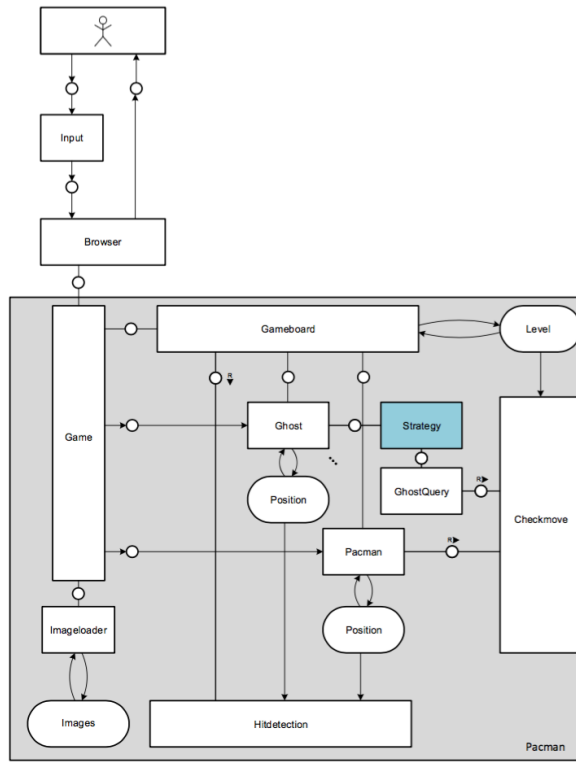 Input
Browser
Gameboard
Level
R
Game
Ghost
Strategy
...
Position
GhostQuery
R
Checkmove
Pacman
R
Imageloader
Position
Images
Hitdetection
Pacman